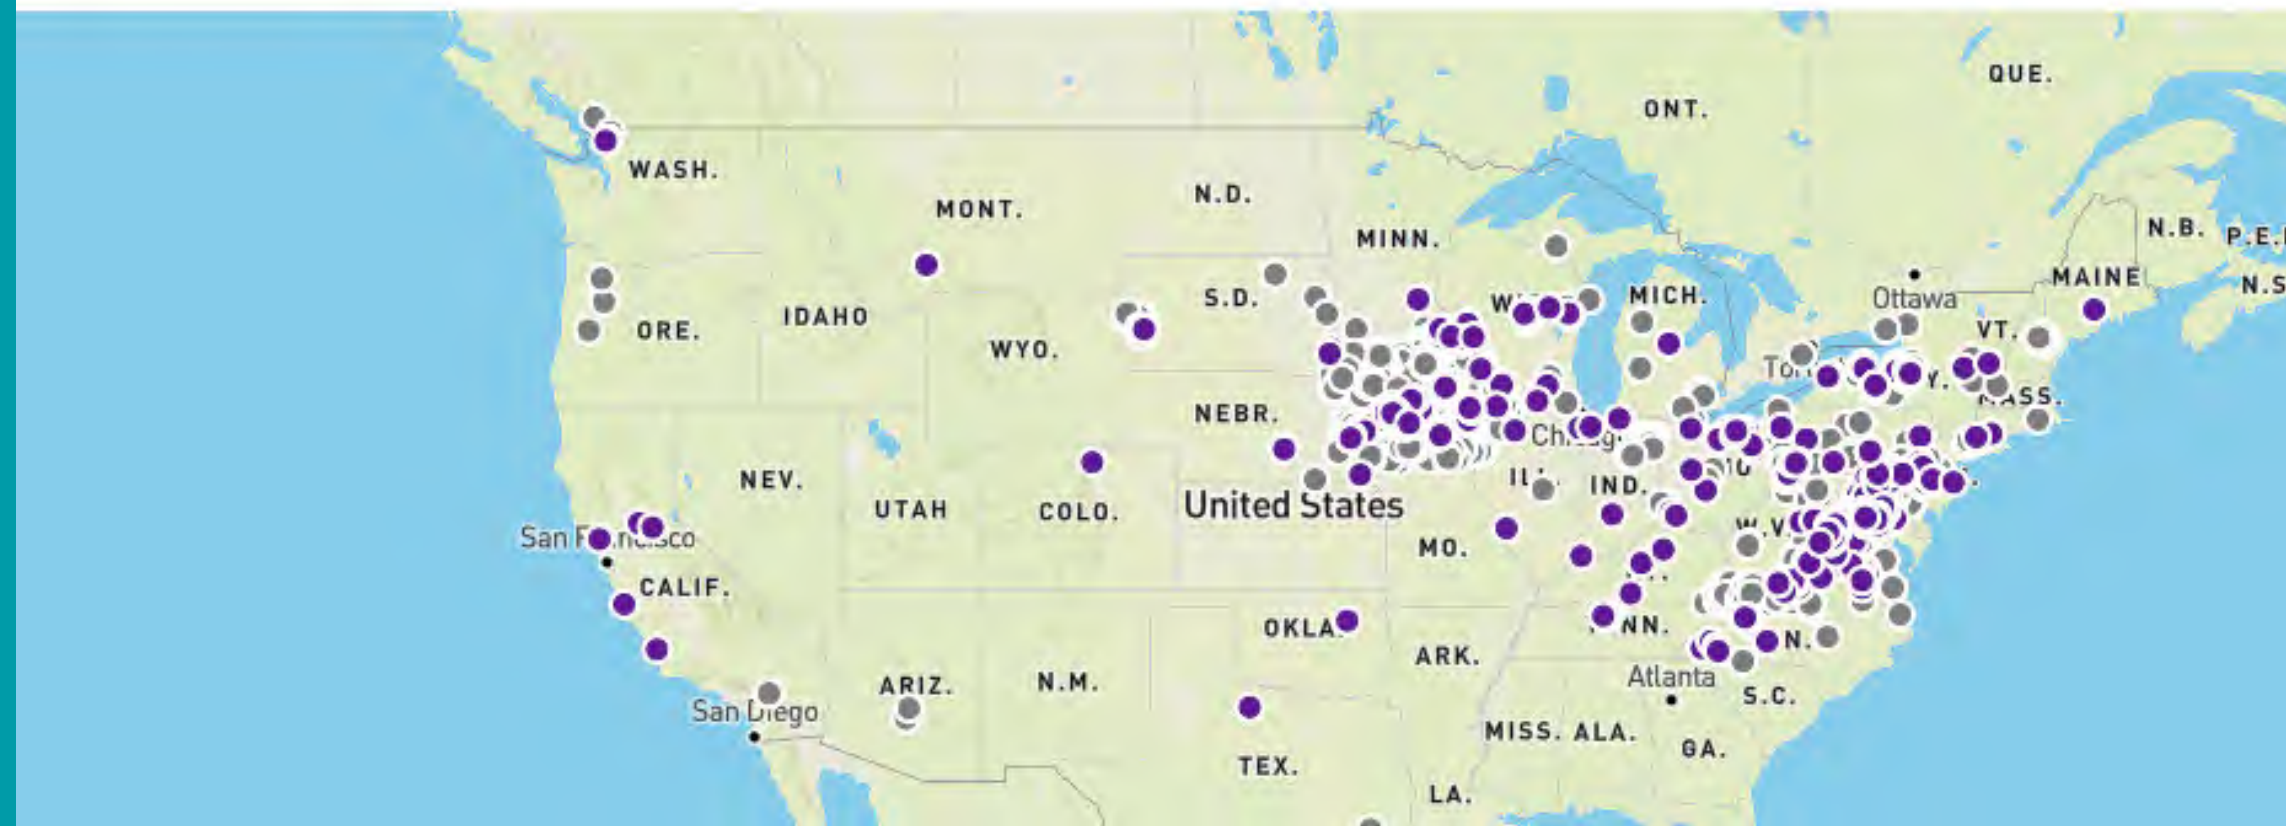 QUE.
ONT.
WASH.
N.D.
MONT.
N.B.
P.E.
MINN.
MAINE
N.S
S.D.
MICH.
Ottawa
IDAHO
ORE.
VT.
WYO.
NEBR.
NEV.
IND.
United States
UTAH
COLO.
MO.
CALIF.
OKLA.
ARK.
Atlanta
ARIZ.
N.M.
S.C.
San Diego
MISS. ALA.
GA.
TEX.
LA.